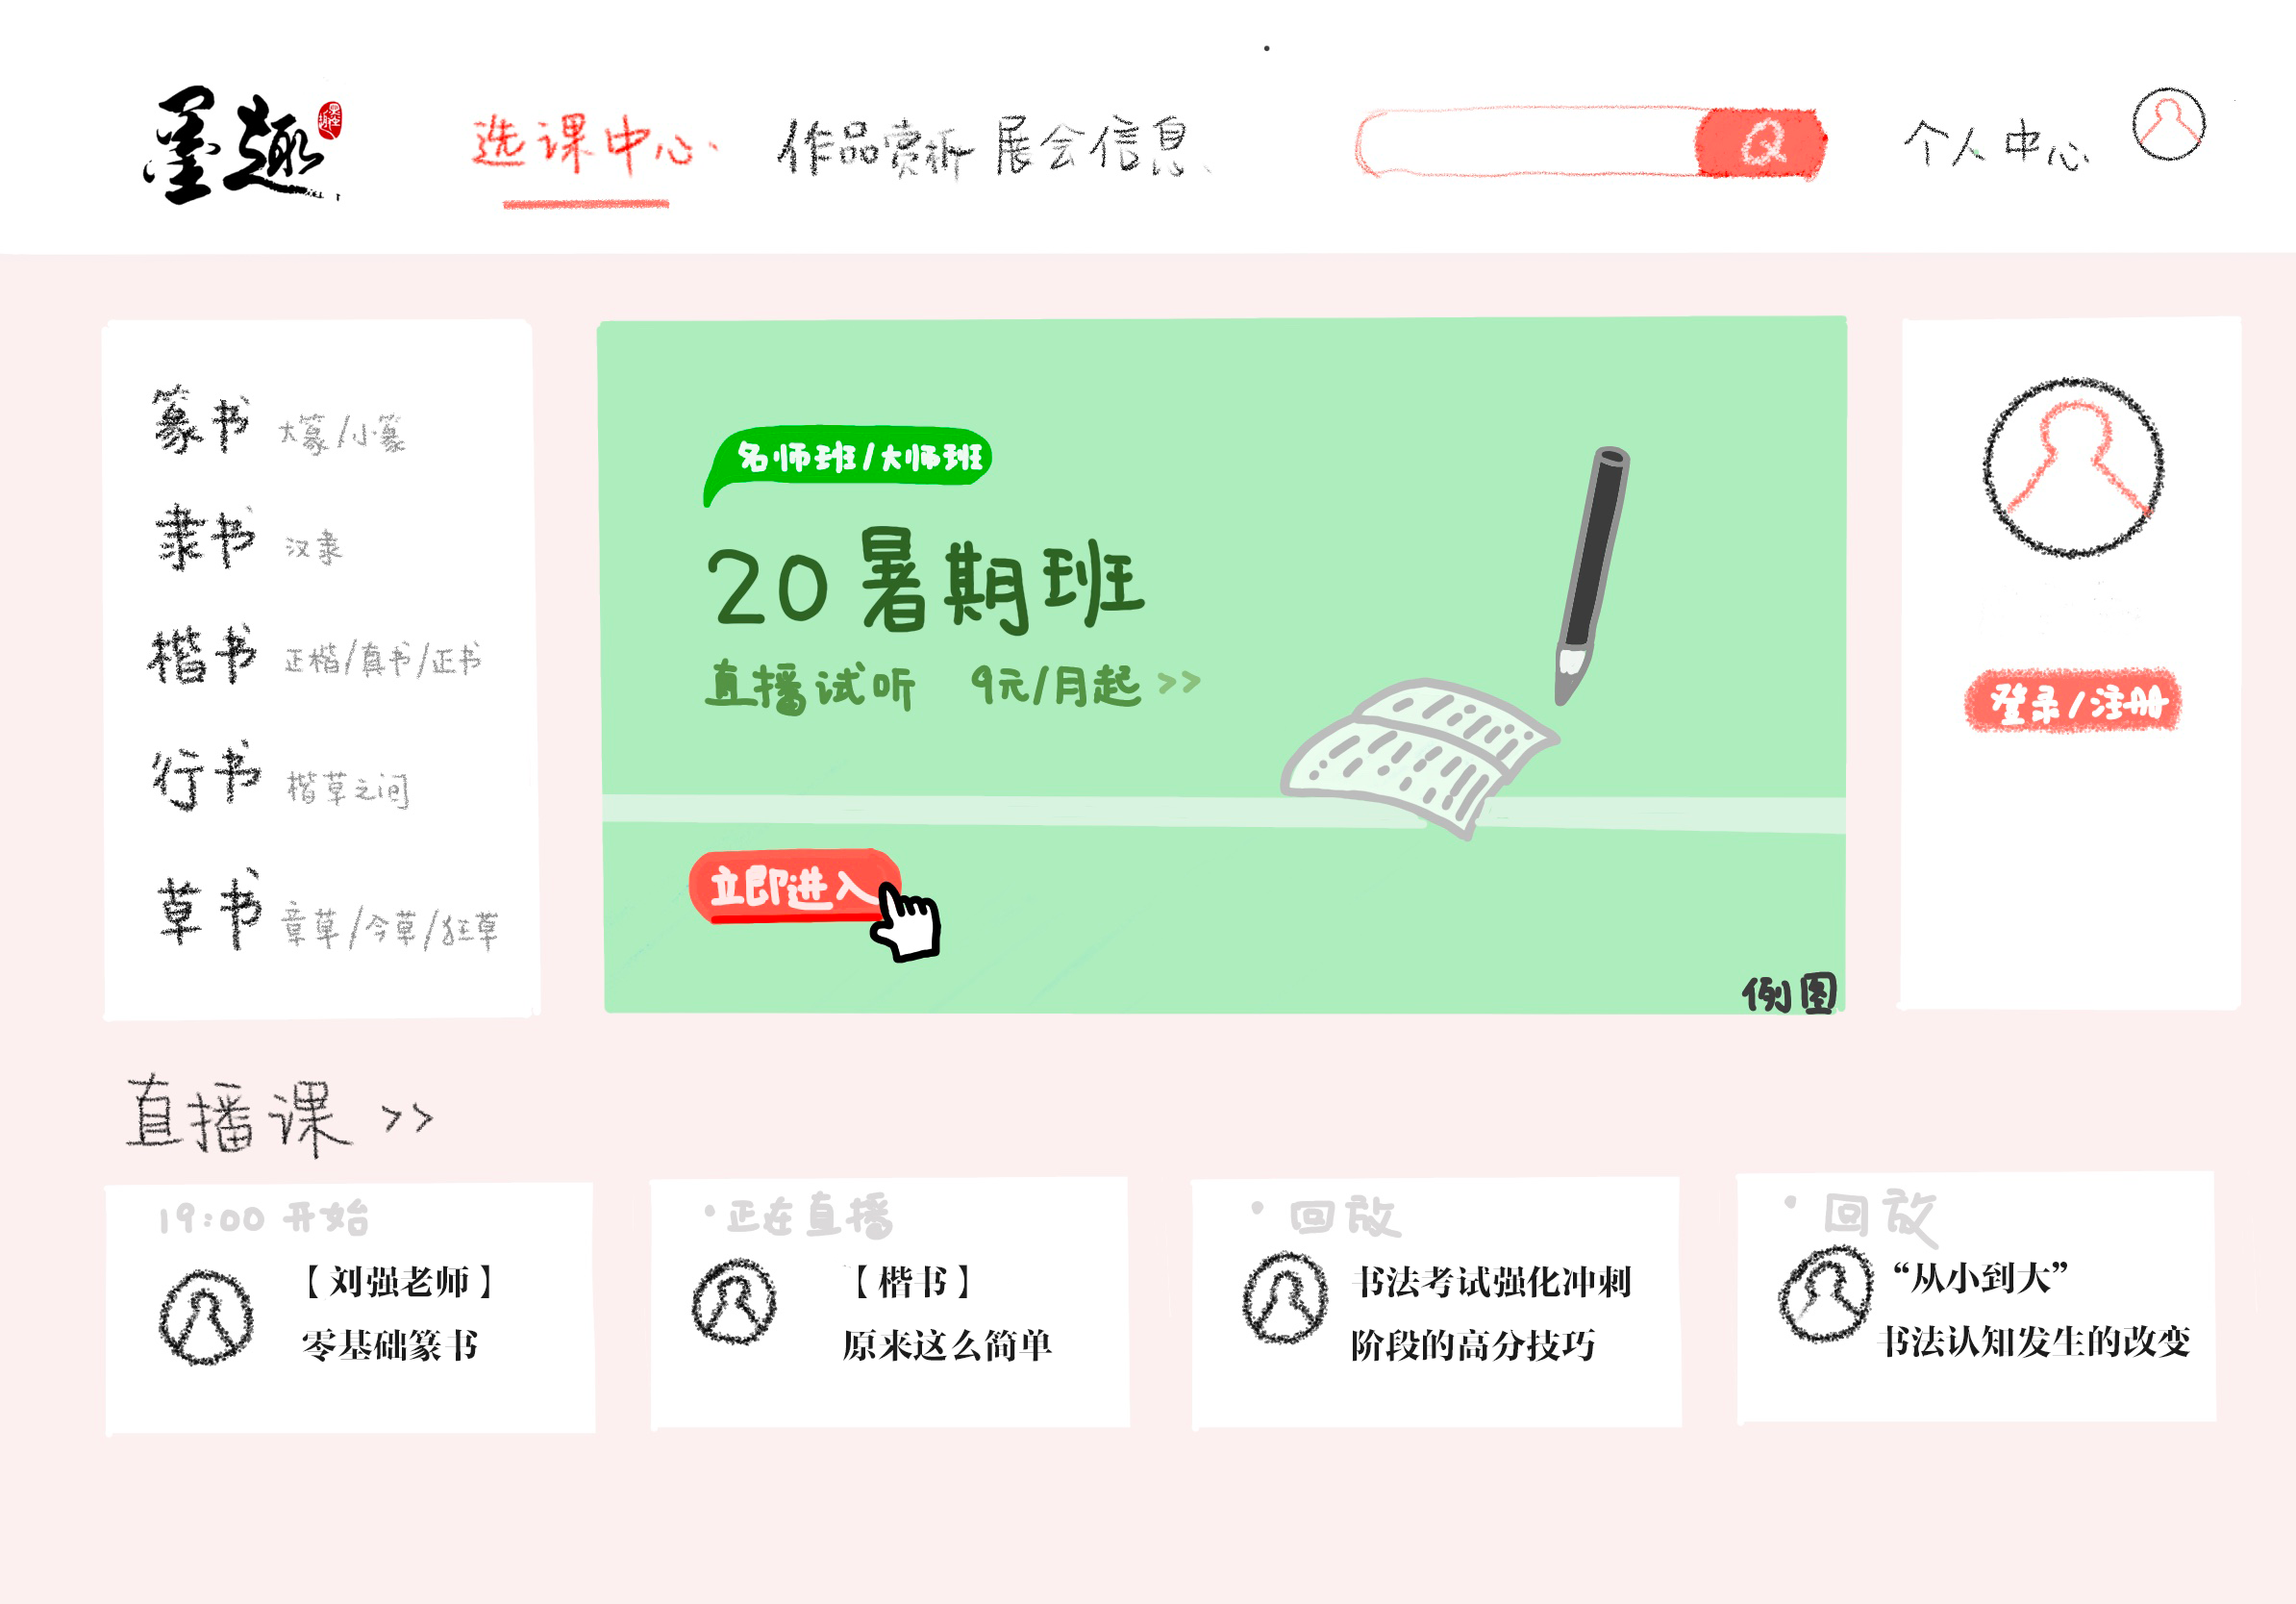 墨趣
选课中心
作品赏析 展会信息
个人中心
篆书 大篆/小篆
隶书 汉隶
楷书 正楷/真书/正书
行书 楷草之间
草书 章草/今草/狂草
名师班/大师班
20暑期班
直播试听 9元/月起 >>
立即进入
例图
登录/注册
直播课 >>
19:00 开始
【刘强老师】
零基础篆书
·正在直播
【楷书】
原来这么简单
·回放
书法考试强化冲刺
阶段的高分技巧
·回放
“从小到大”
书法认知发生的改变